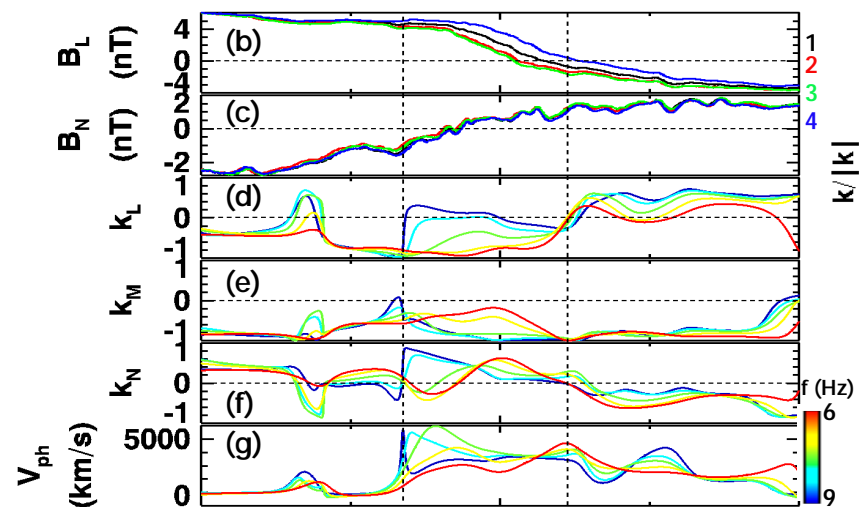 B_L (nT) 4 0 -4 (b) 1
2
B_N (nT) 2 0 -2 (c) 3
4
k/|k|
k_L 1 0 -1 (d)
k_M 1 0 -1 (e)
k_N 1 0 -1 (f) f (Hz)
6
V_ph (km/s) 5000 0 (g)
9